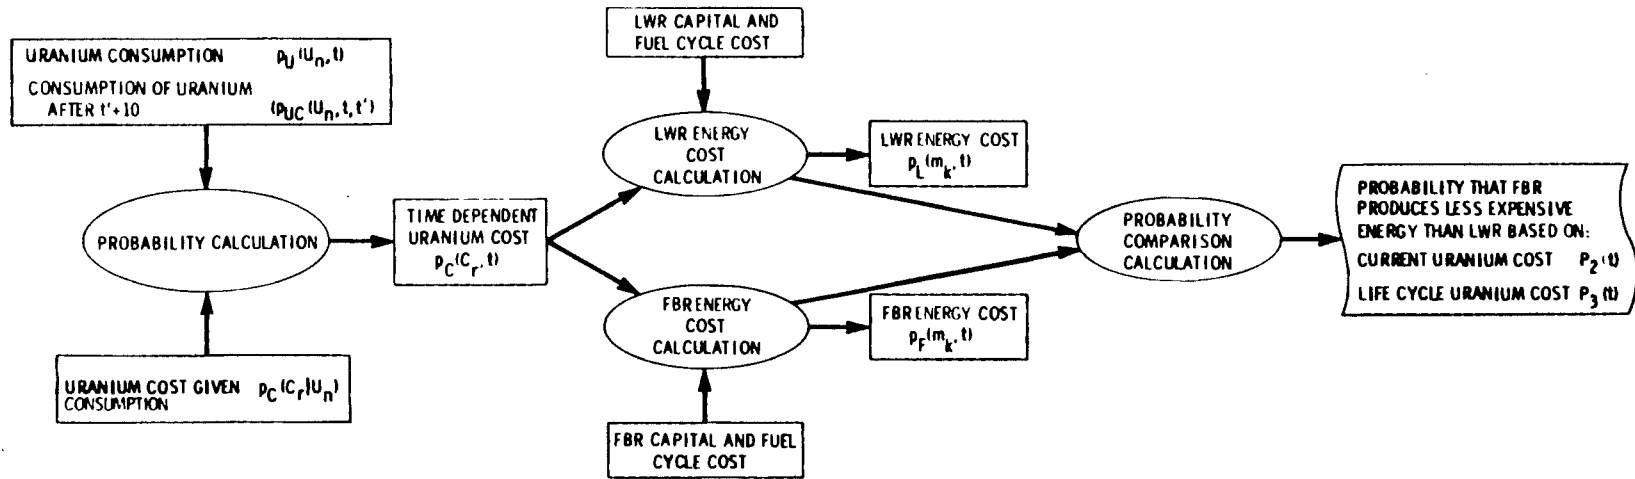 URANIUM CONSUMPTION p_U(U_n, t)
CONSUMPTION OF URANIUM
AFTER t'+10 (p_UC(U_n, t, t')
PROBABILITY CALCULATION
URANIUM COST GIVEN p_C(C_r|U_n)
CONSUMPTION
TIME DEPENDENT
URANIUM COST
p_C(C_r, t)
LWR CAPITAL AND
FUEL CYCLE COST
LWR ENERGY
COST
CALCULATION
LWR ENERGY COST
p_L(m_k, t)
FBR ENERGY
COST
CALCULATION
FBR ENERGY COST
p_F(m_k, t)
FBR CAPITAL AND FUEL
CYCLE COST
PROBABILITY
COMPARISON
CALCULATION
PROBABILITY THAT FBR
PRODUCES LESS EXPENSIVE
ENERGY THAN LWR BASED ON:
CURRENT URANIUM COST P_2(t)
LIFE CYCLE URANIUM COST P_3(t)